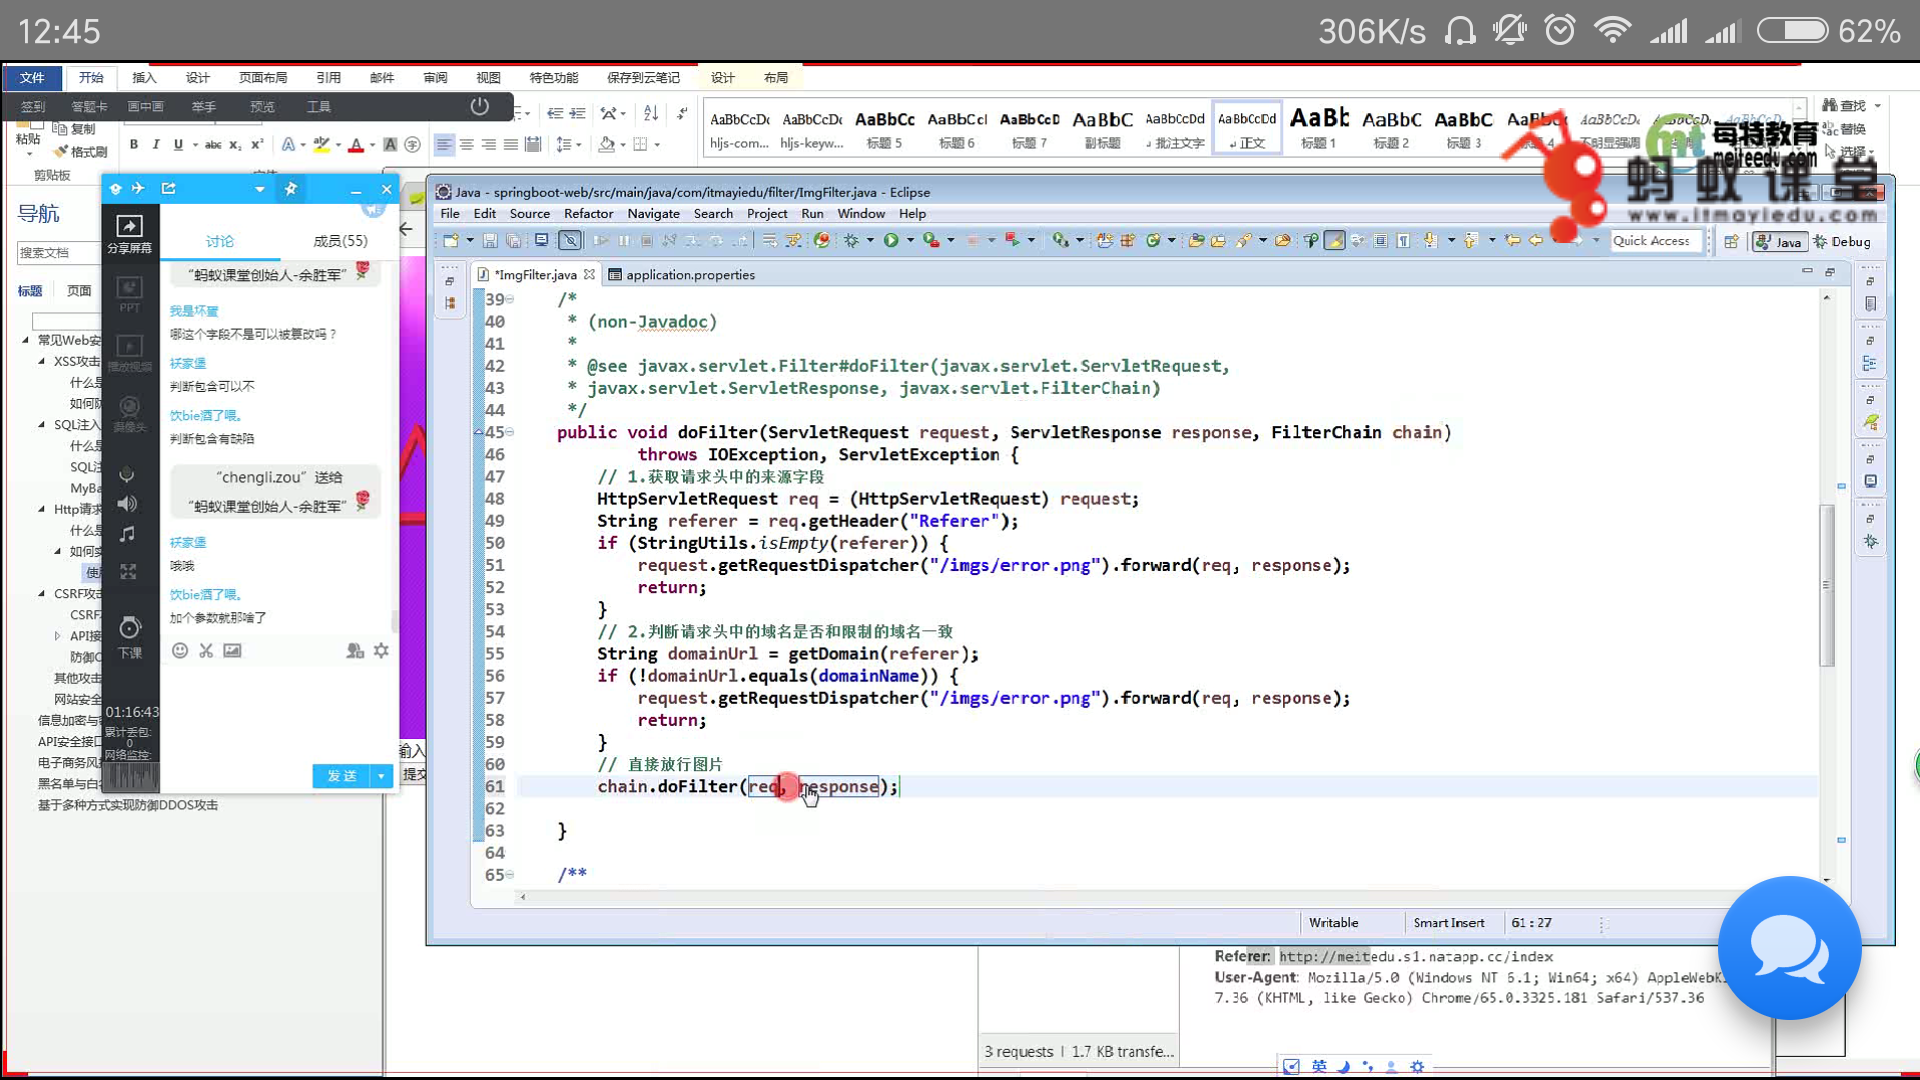 12:45
306K/s
62%
文件 开始 插入 设计 页面布局 引用 邮件 审阅 视图 特色功能 保存到云笔记 设计 布局
签到 答题卡 画中画 举手 预览 工具
粘贴
复制
格式刷
剪贴板
AaBbCcDc AaBbCcDc AaBbCc AaBbCcl AaBbCcDc AaBbC AaBbCcDd AaBbCcDd AaBb AaBbC AaBbC
hljs-com... hljs-keyw... 标题 5 标题 6 标题 7 副标题 批注文字 正文 标题 1 标题 2 标题 3
查找
替换
选择
每特教育
meiteedu.com
蚂蚁课堂
www.itmayiedu.com
导航
搜索文档
标题 页面
常见Web安
XSS攻击
什么是
如何防
SQL注入
什么是
SQL注
MyBa
Http请求
什么是
如何实
使用
CSRF攻击
CSRF
API接
防御C
其他攻击
网站安全
信息加密与密
API安全接口
电子商务风
黑名单与白名
基于多种方式实现防御DDOS攻击
分享屏幕
PPT
播放视频
摄像头
下课
01:16:43
累计丢包:
0
网络监控:
讨论 成员(55)
“蚂蚁课堂创始人-余胜军”
我是坏蛋
哪这个字段不是可以被篡改吗？
袄家堡
判断包含可以不
饮bie酒了喂。
判断包含有缺陷
“chengli.zou” 送给
“蚂蚁课堂创始人-余胜军”
袄家堡
哦哦
饮bie酒了喂。
加个参数就那啥了
发送
输入
提交
Java - springboot-web/src/main/java/com/itmayiedu/filter/ImgFilter.java - Eclipse
File Edit Source Refactor Navigate Search Project Run Window Help
Quick Access
Java Debug
*ImgFilter.java application.properties
39 /*
40 * (non-Javadoc)
41 *
42 * @see javax.servlet.Filter#doFilter(javax.servlet.ServletRequest,
43 * javax.servlet.ServletResponse, javax.servlet.FilterChain)
44 */
45 public void doFilter(ServletRequest request, ServletResponse response, FilterChain chain)
46 throws IOException, ServletException {
47 // 1.获取请求头中的来源字段
48 HttpServletRequest req = (HttpServletRequest) request;
49 String referer = req.getHeader("Referer");
50 if (StringUtils.isEmpty(referer)) {
51 request.getRequestDispatcher("/imgs/error.png").forward(req, response);
52 return;
53 }
54 // 2.判断请求头中的域名是否和限制的域名一致
55 String domainUrl = getDomain(referer);
56 if (!domainUrl.equals(domainName)) {
57 request.getRequestDispatcher("/imgs/error.png").forward(req, response);
58 return;
59 }
60 // 直接放行图片
61 chain.doFilter(req, response);
62
63 }
64
65 /**
Writable Smart Insert 61:27
Referer: http://meitedu.s1.natapp.cc/index
User-Agent: Mozilla/5.0 (Windows NT 6.1; Win64; x64) AppleWebKi
7.36 (KHTML, like Gecko) Chrome/65.0.3325.181 Safari/537.36
3 requests | 1.7 KB transfe...
英